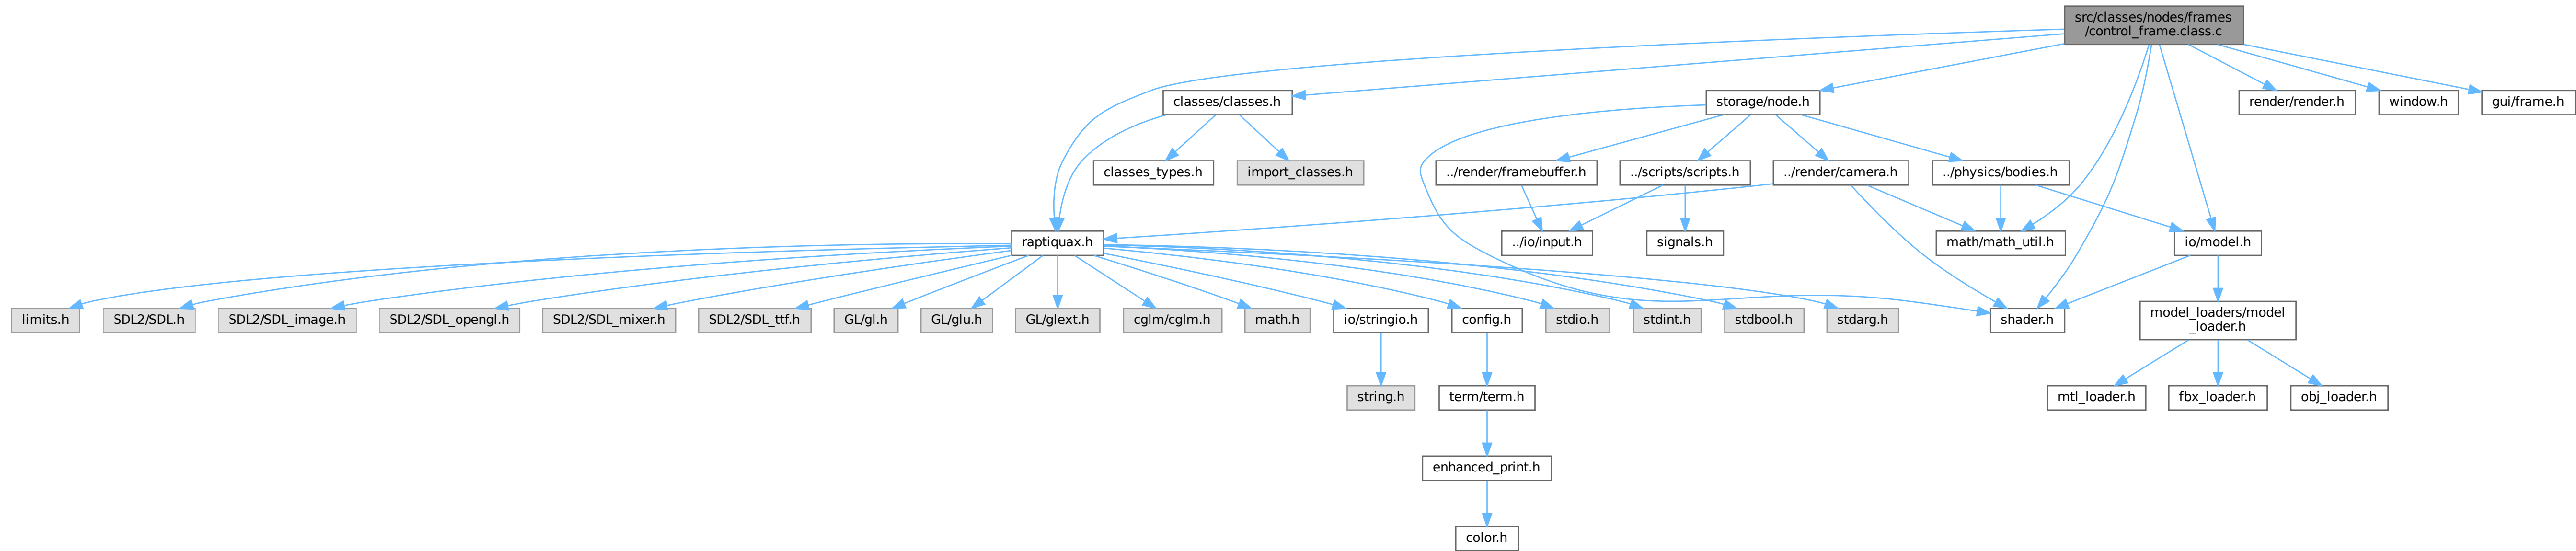 src/classes/nodes/frames
/control_frame.class.c
classes/classes.h
storage/node.h
render/render.h
window.h
gui/frame.h
classes_types.h
import_classes.h
../render/framebuffer.h
../scripts/scripts.h
../render/camera.h
../physics/bodies.h
raptiquax.h
../io/input.h
signals.h
math/math_util.h
io/model.h
limits.h
SDL2/SDL.h
SDL2/SDL_image.h
SDL2/SDL_opengl.h
SDL2/SDL_mixer.h
SDL2/SDL_ttf.h
GL/gl.h
GL/glu.h
GL/glext.h
cglm/cglm.h
math.h
io/stringio.h
config.h
stdio.h
stdint.h
stdbool.h
stdarg.h
shader.h
model_loaders/model
_loader.h
string.h
term/term.h
mtl_loader.h
fbx_loader.h
obj_loader.h
enhanced_print.h
color.h